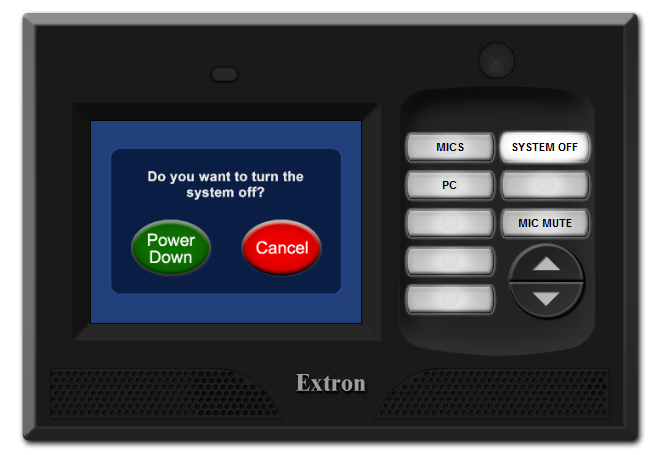 Do you want to turn the
system off?
Power
Down
Cancel
MICS
SYSTEM OFF
PC
MIC MUTE
Extron